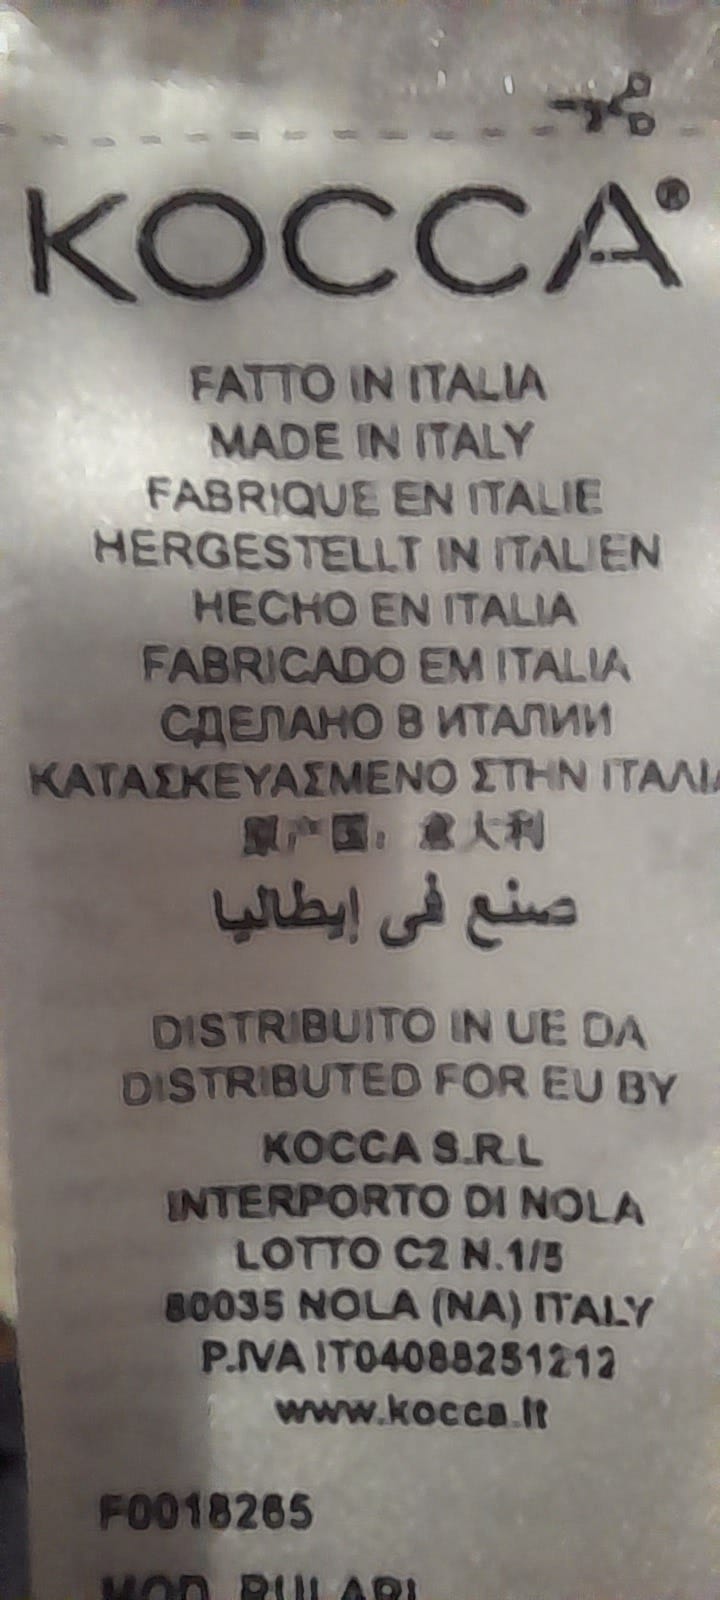 KOCCA®
FATTO IN ITALIA
MADE IN ITALY
FABRIQUE EN ITALIE
HERGESTELLT IN ITALIEN
HECHO EN ITALIA
FABRICADO EM ITALIA
СДЕЛАНО В ИТАЛИИ
ΚΑΤΑΣΚΕΥΑΣΜΕΝΟ ΣΤΗΝ ΙΤΑΛΙΑ
原产国：意大利
صنع في إيطاليا
DISTRIBUITO IN UE DA
DISTRIBUTED FOR EU BY
KOCCA S.R.L
INTERPORTO DI NOLA
LOTTO C2 N.1/5
80035 NOLA (NA) ITALY
P.IVA IT04088251212
www.kocca.it
F0018265
MOD.